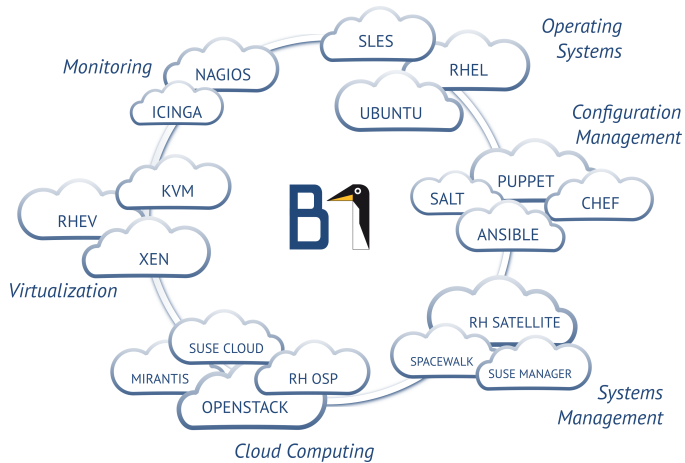 Operating
Systems
SLES
RHEL
UBUNTU
Configuration
Management
PUPPET
SALT
CHEF
ANSIBLE
RH SATELLITE
SPACEWALK
SUSE MANAGER
Systems
Management
SUSE CLOUD
MIRANTIS
RH OSP
OPENSTACK
Cloud Computing
KVM
RHEV
XEN
Virtualization
Monitoring
NAGIOS
ICINGA
B1